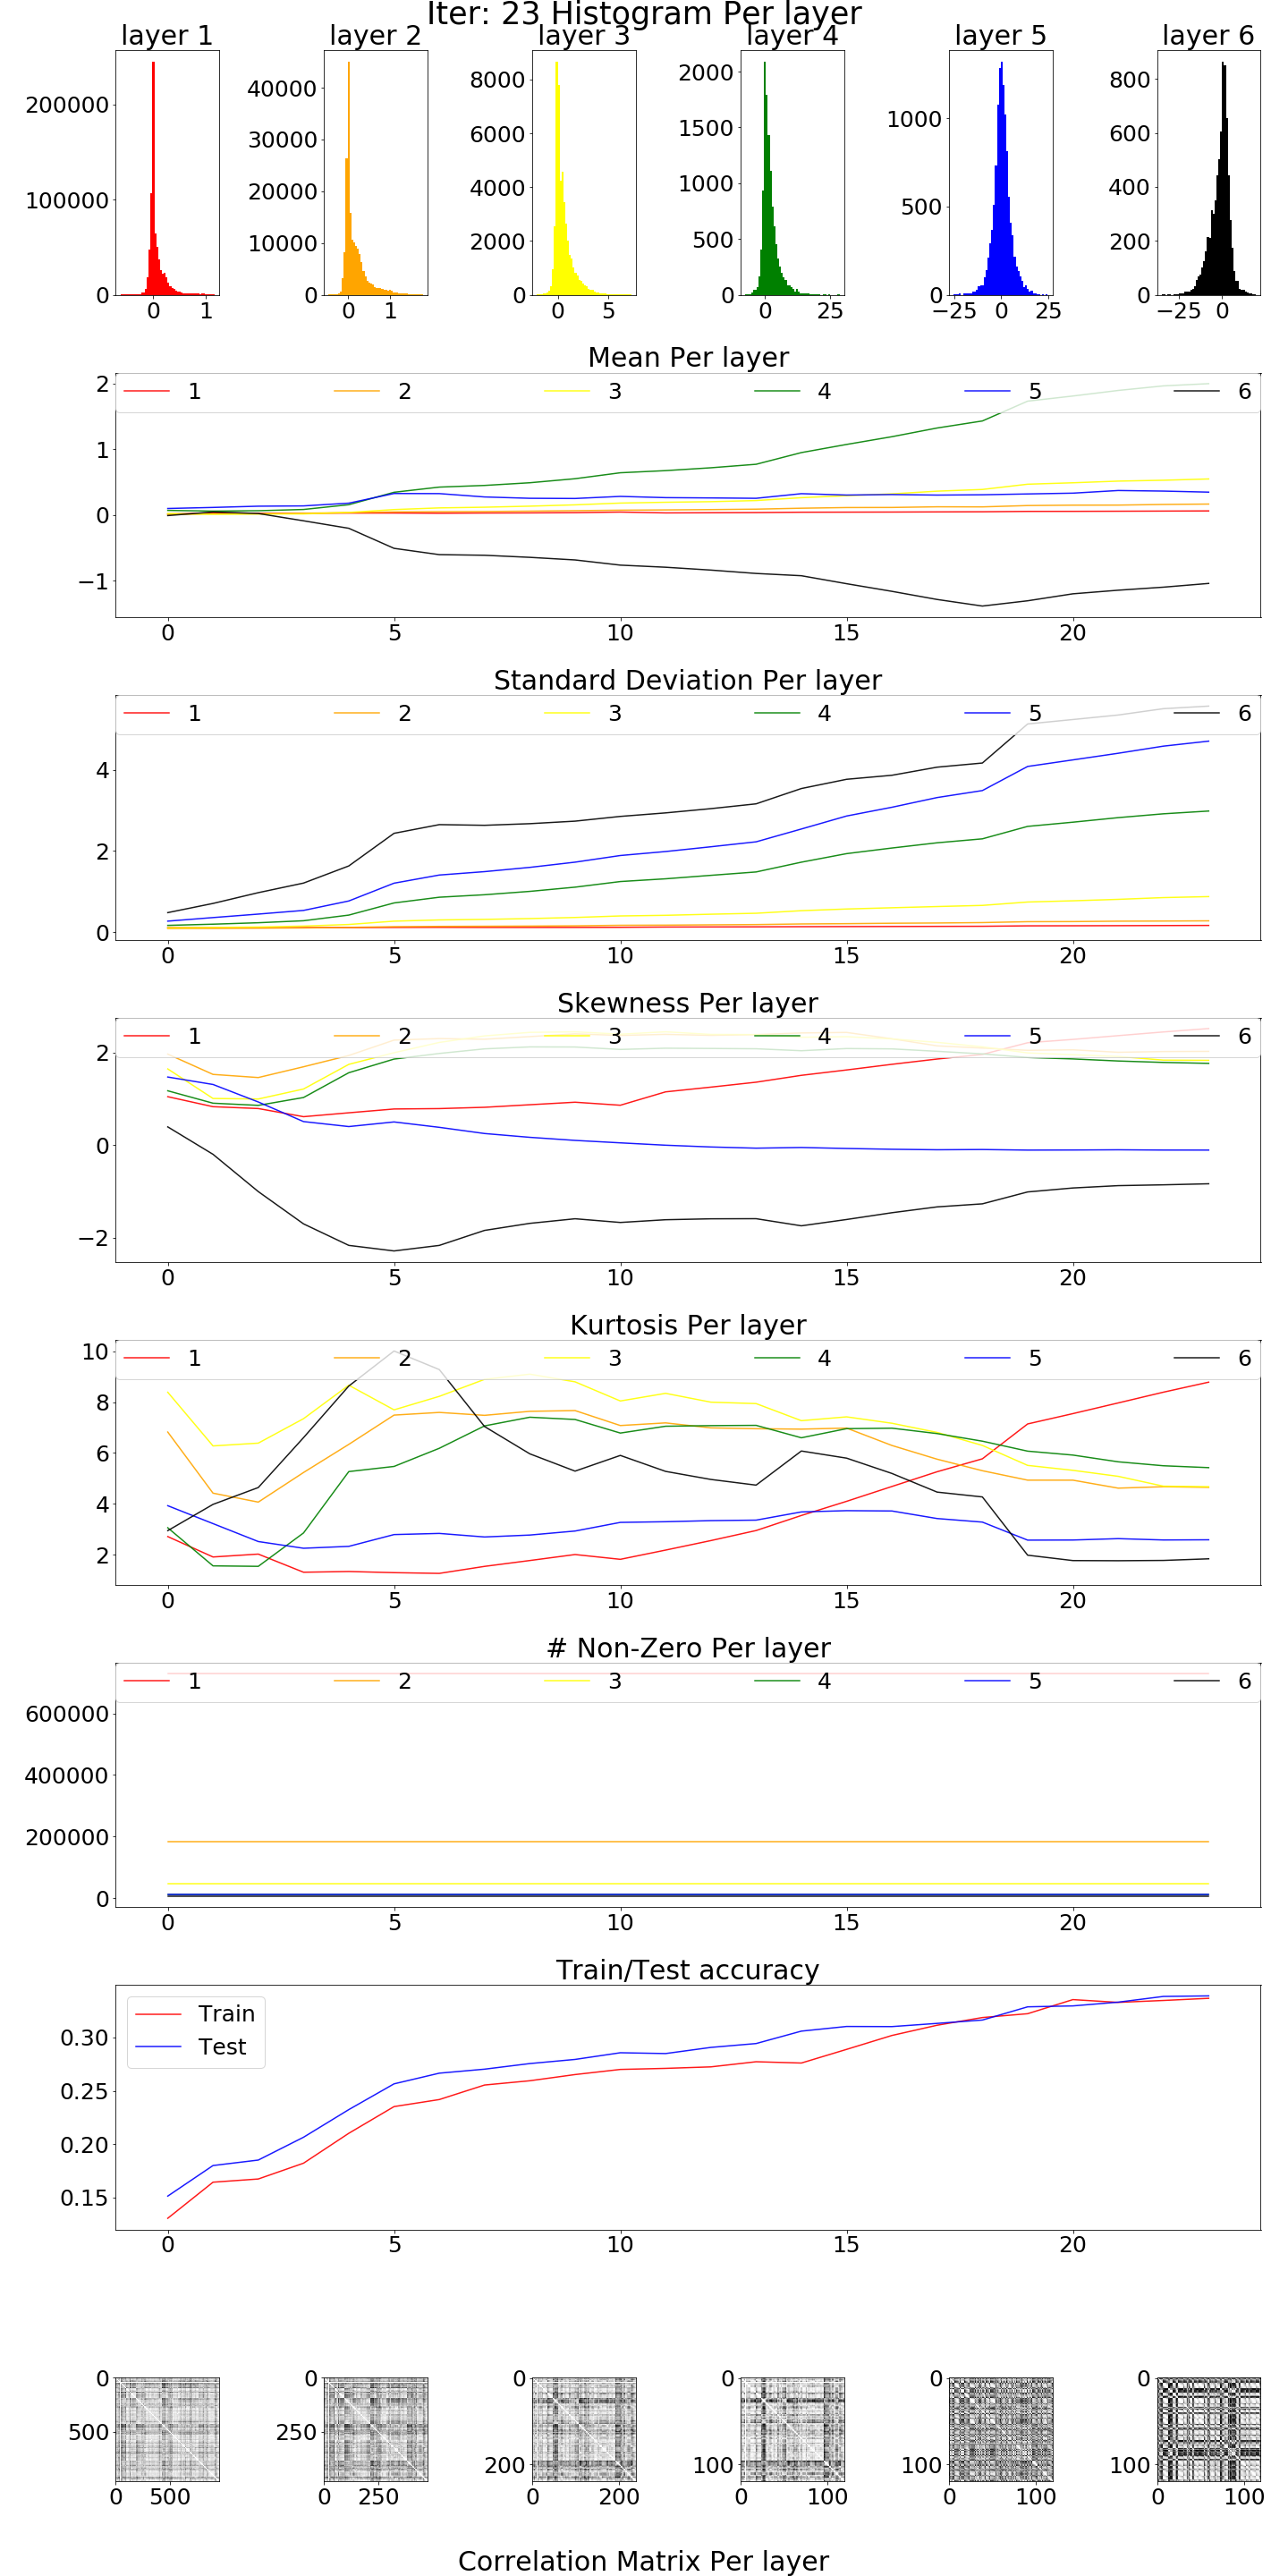 Iter: 23 Histogram Per layer
layer 1 layer 2 layer 3 layer 4 layer 5 layer 6
200000 100000 0 0 1
40000 30000 20000 10000 0 0 1
8000 6000 4000 2000 0 0 5
2000 1500 1000 500 0 0 25
1000 500 0 −25 0 25
800 600 400 200 0 −25 0
Mean Per layer
1 2 3 4 5 6
2
1
0
−1
0 5 10 15 20
Standard Deviation Per layer
1 2 3 4 5 6
4
2
0
0 5 10 15 20
Skewness Per layer
1 2 3 4 5 6
2
0
−2
0 5 10 15 20
Kurtosis Per layer
1 2 3 4 5 6
10
8
6
4
2
0 5 10 15 20
# Non-Zero Per layer
1 2 3 4 5 6
600000
400000
200000
0
0 5 10 15 20
Train/Test accuracy
Train
Test
0.30
0.25
0.20
0.15
0 5 10 15 20
0 500 0 500
0 250 0 250
0 200 0 200
0 100 0 100
0 100 0 100
0 100 0 100
Correlation Matrix Per layer